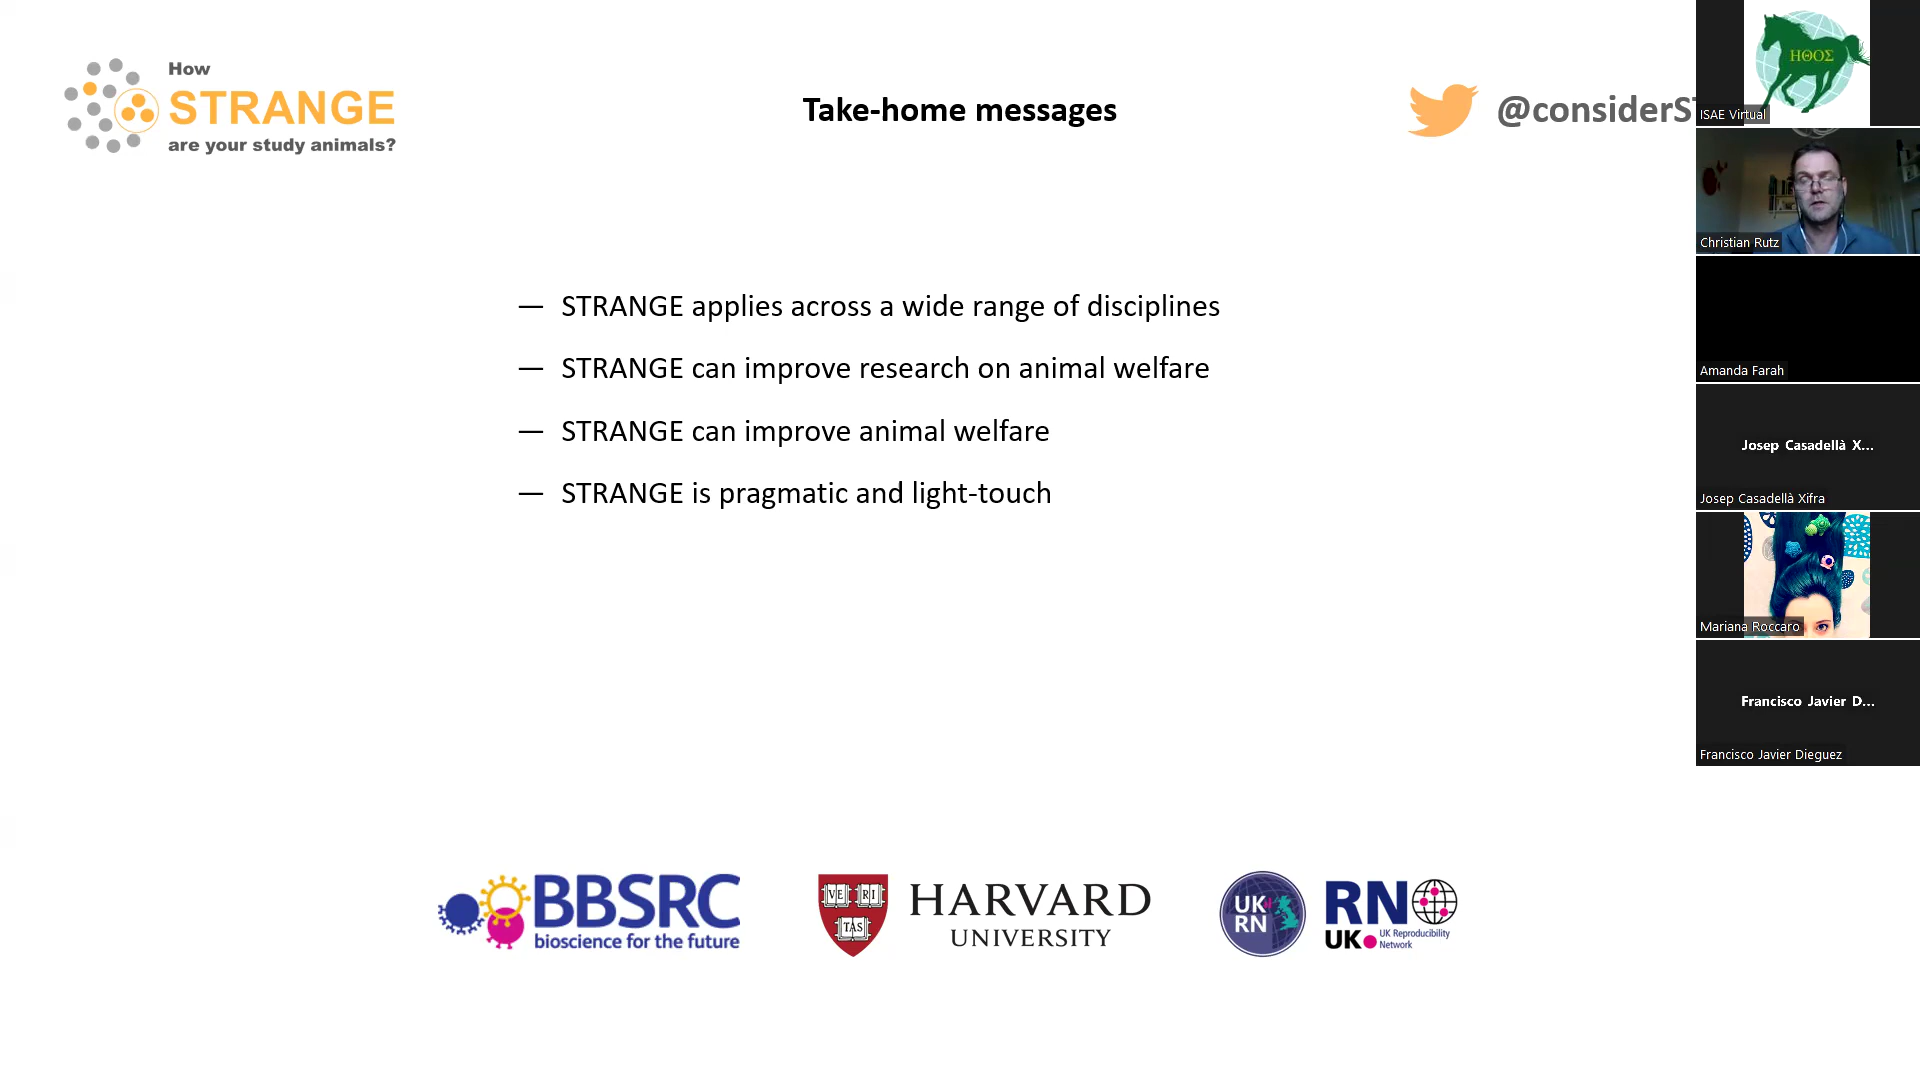 How
STRANGE
are your study animals?
Take-home messages
@considerST
— STRANGE applies across a wide range of disciplines
— STRANGE can improve research on animal welfare
— STRANGE can improve animal welfare
— STRANGE is pragmatic and light-touch
BBSRC
bioscience for the future
VE RI
TAS
HARVARD
UNIVERSITY
UK
RN
RN
UK
UK Reproducibility
Network
ΗΘΟΣ
ISAE Virtual
Christian Rutz
Amanda Farah
Josep Casadellà X...
Josep Casadellà Xifra
Mariana Roccaro
Francisco Javier D...
Francisco Javier Dieguez